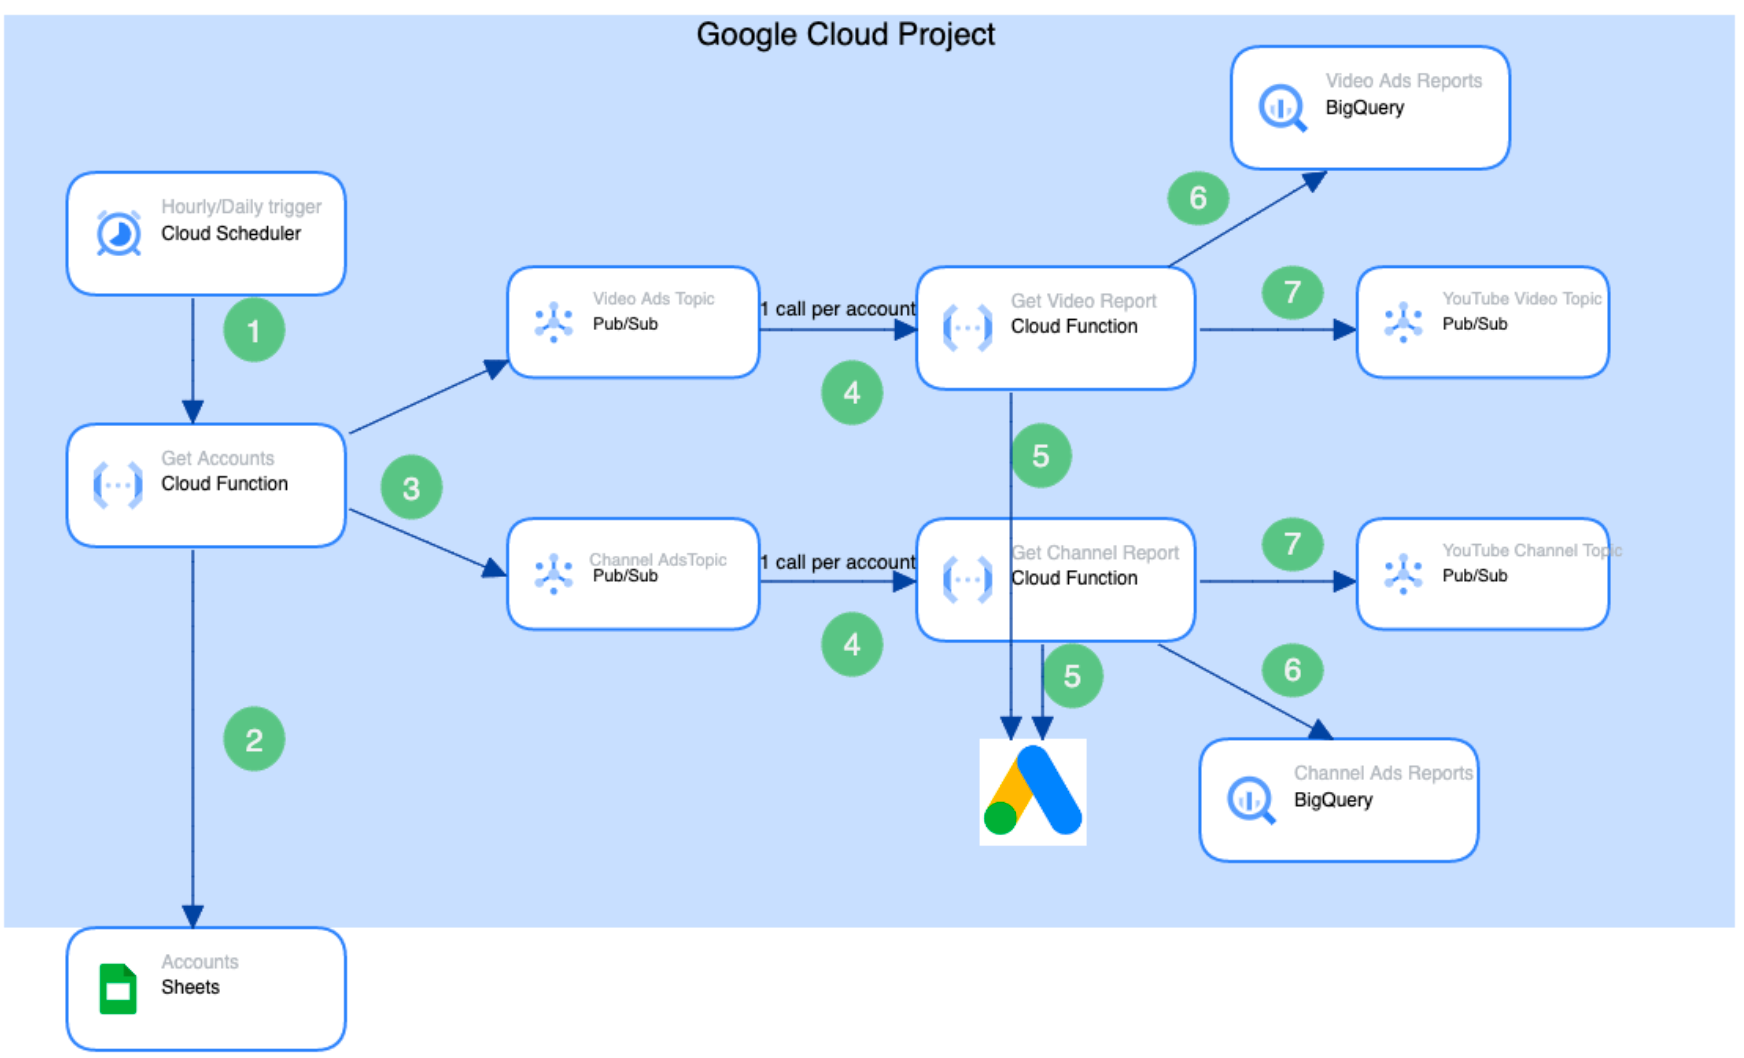 Google Cloud Project
Video Ads Reports
BigQuery
6
Hourly/Daily trigger
Cloud Scheduler
1
Video Ads Topic
Pub/Sub
1 call per account
4
Get Video Report
Cloud Function
7
YouTube Video Topic
Pub/Sub
5
Get Accounts
Cloud Function
3
Channel AdsTopic
Pub/Sub
1 call per account
4
Get Channel Report
Cloud Function
7
YouTube Channel Topic
Pub/Sub
5
6
2
Channel Ads Reports
BigQuery
Accounts
Sheets